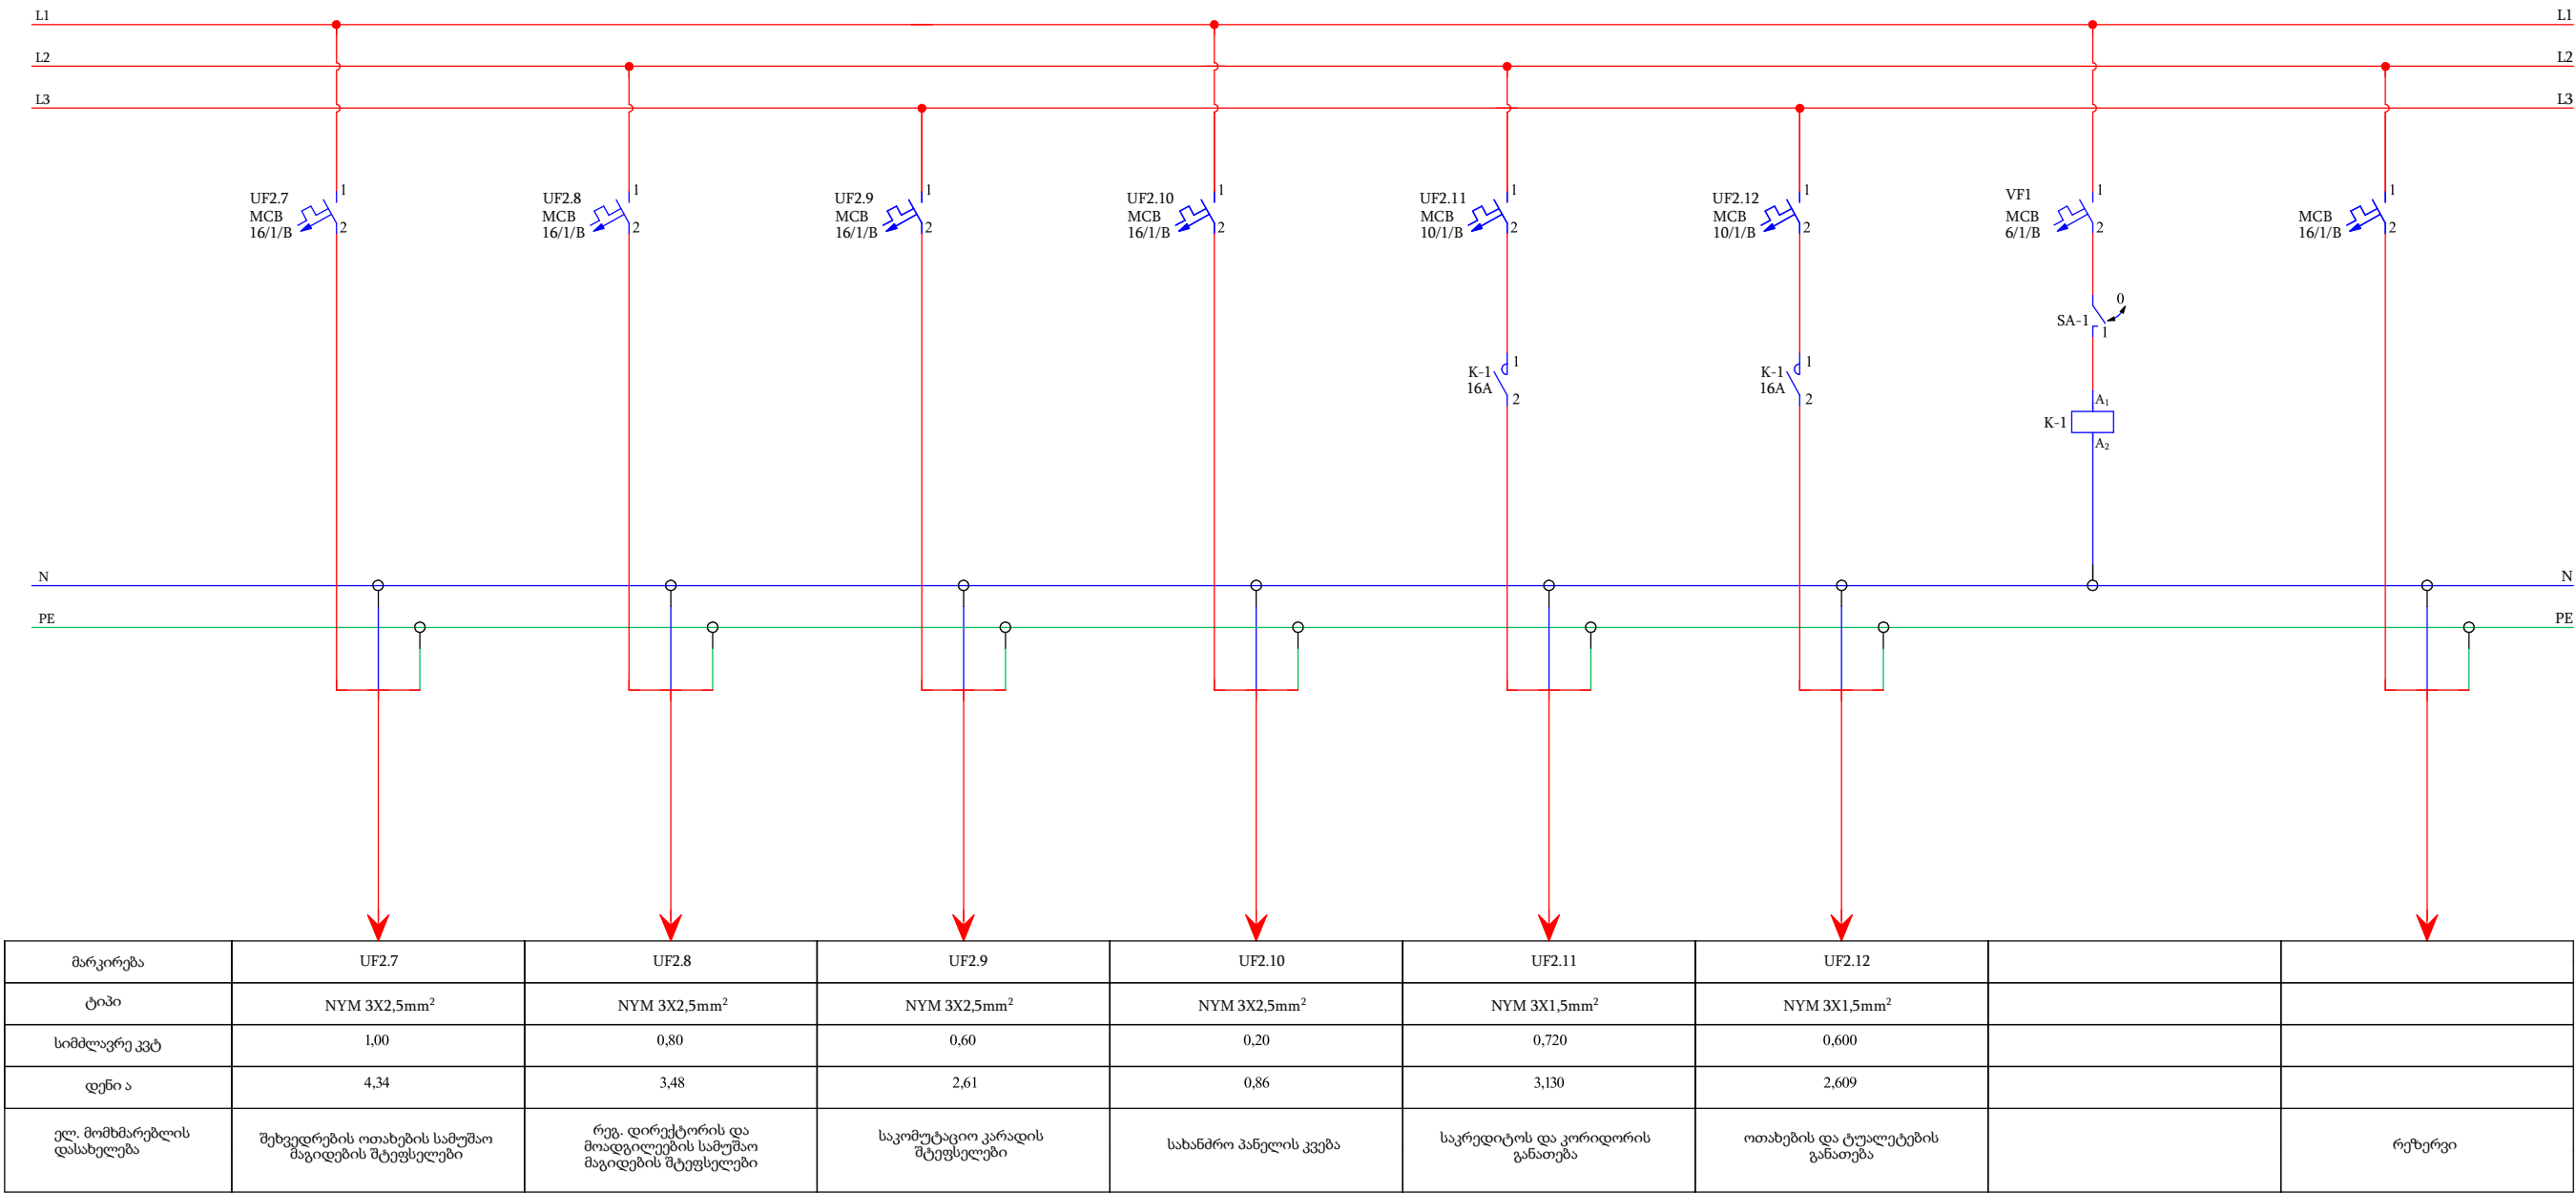 L1 L1
L2 L2
L3 L3
UF2.7
MCB
16/1/B
1
2
UF2.8
MCB
16/1/B
1
2
UF2.9
MCB
16/1/B
1
2
UF2.10
MCB
16/1/B
1
2
UF2.11
MCB
10/1/B
1
2
UF2.12
MCB
10/1/B
1
2
VF1
MCB
6/1/B
1
2
MCB
16/1/B
1
2
K-1
16A
1
2
K-1
16A
1
2
0
SA-1
1
A₁
K-1
A₂
N N
PE PE
მარკირება UF2.7 UF2.8 UF2.9 UF2.10 UF2.11 UF2.12
ტიპი NYM 3X2,5mm² NYM 3X2,5mm² NYM 3X2,5mm² NYM 3X2,5mm² NYM 3X1,5mm² NYM 3X1,5mm²
სიმძლავრე კვტ 1,00 0,80 0,60 0,20 0,720 0,600
დენი ა 4,34 3,48 2,61 0,86 3,130 2,609
ელ. მომხმარებლის
დასახელება
შეხვედრების ოთახების სამუშაო
მაგიდების შტეფსელები
რეგ. დირექტორის და
მოადგილეების სამუშაო
მაგიდების შტეფსელები
საკომუტაციო კარადის
შტეფსელები
სახანძრო პანელის კვება
საკრედიტოს და კორიდორის
განათება
ოთახების და ტუალეტების
განათება
რეზერვი